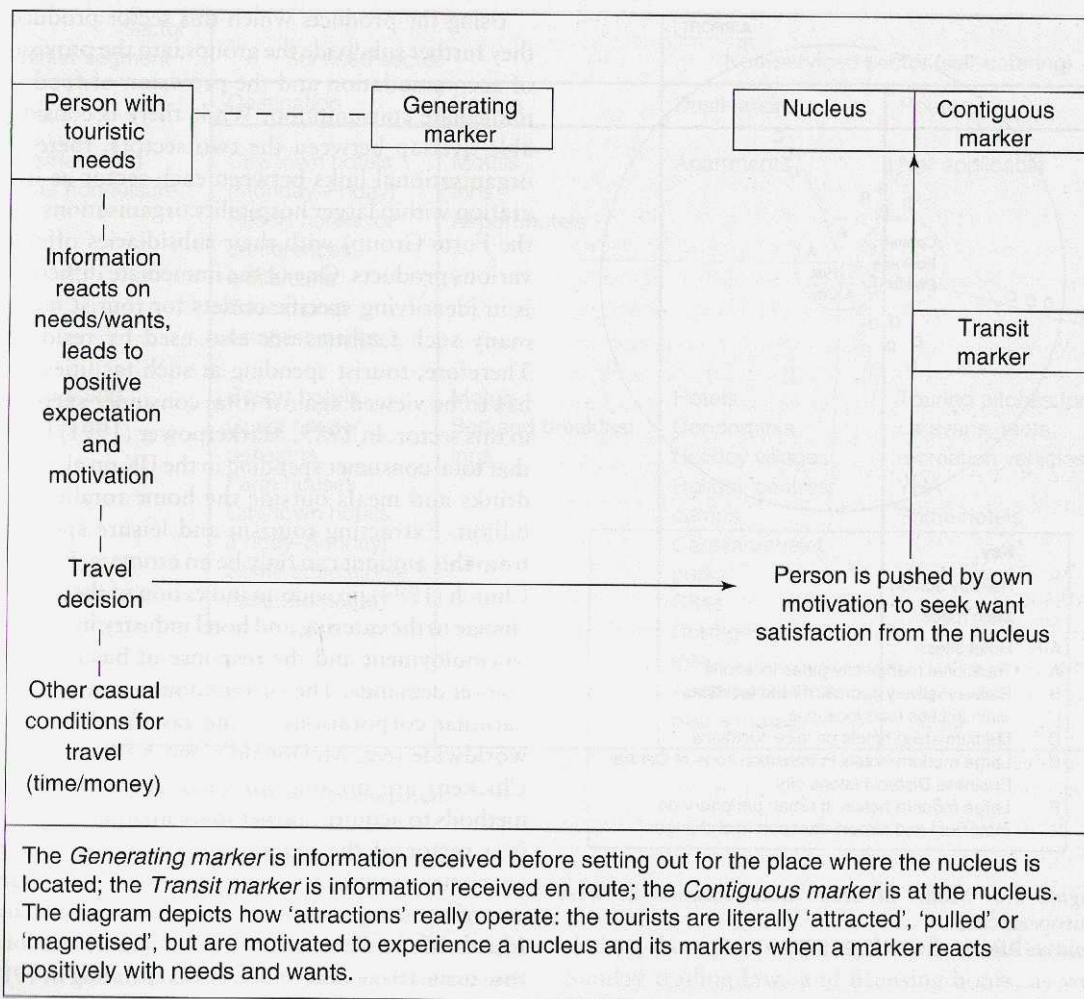 Person with
touristic
needs
Generating
marker
Nucleus
Contiguous
marker
Information
reacts on
needs/wants,
leads to
positive
expectation
and
motivation
Transit
marker
Travel
decision
Person is pushed by own
motivation to seek want
satisfaction from the nucleus
Other casual
conditions for
travel
(time/money)
The Generating marker is information received before setting out for the place where the nucleus is
located; the Transit marker is information received en route; the Contiguous marker is at the nucleus.
The diagram depicts how ‘attractions’ really operate: the tourists are literally ‘attracted’, ‘pulled’ or
‘magnetised’, but are motivated to experience a nucleus and its markers when a marker reacts
positively with needs and wants.